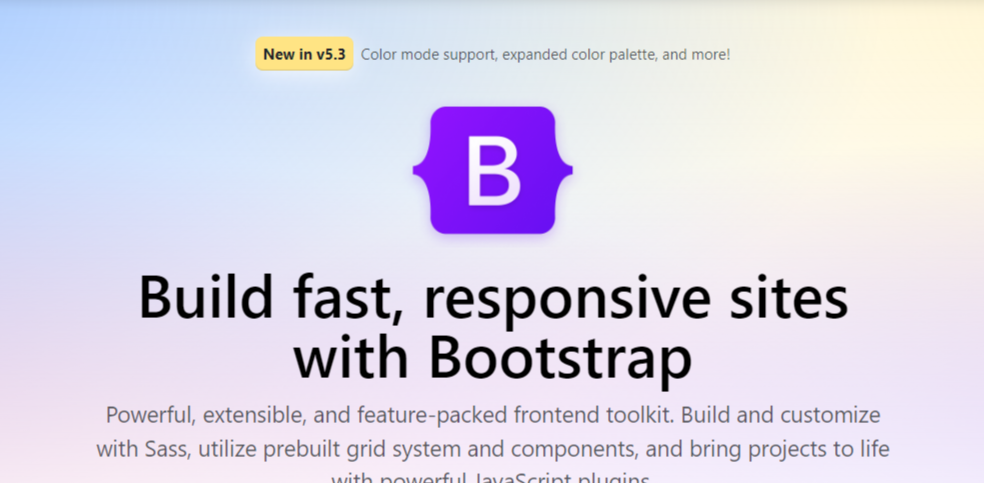 New in v5.3 Color mode support, expanded color palette, and more!
B
Build fast, responsive sites
with Bootstrap
Powerful, extensible, and feature-packed frontend toolkit. Build and customize
with Sass, utilize prebuilt grid system and components, and bring projects to life
with powerful JavaScript plugins.